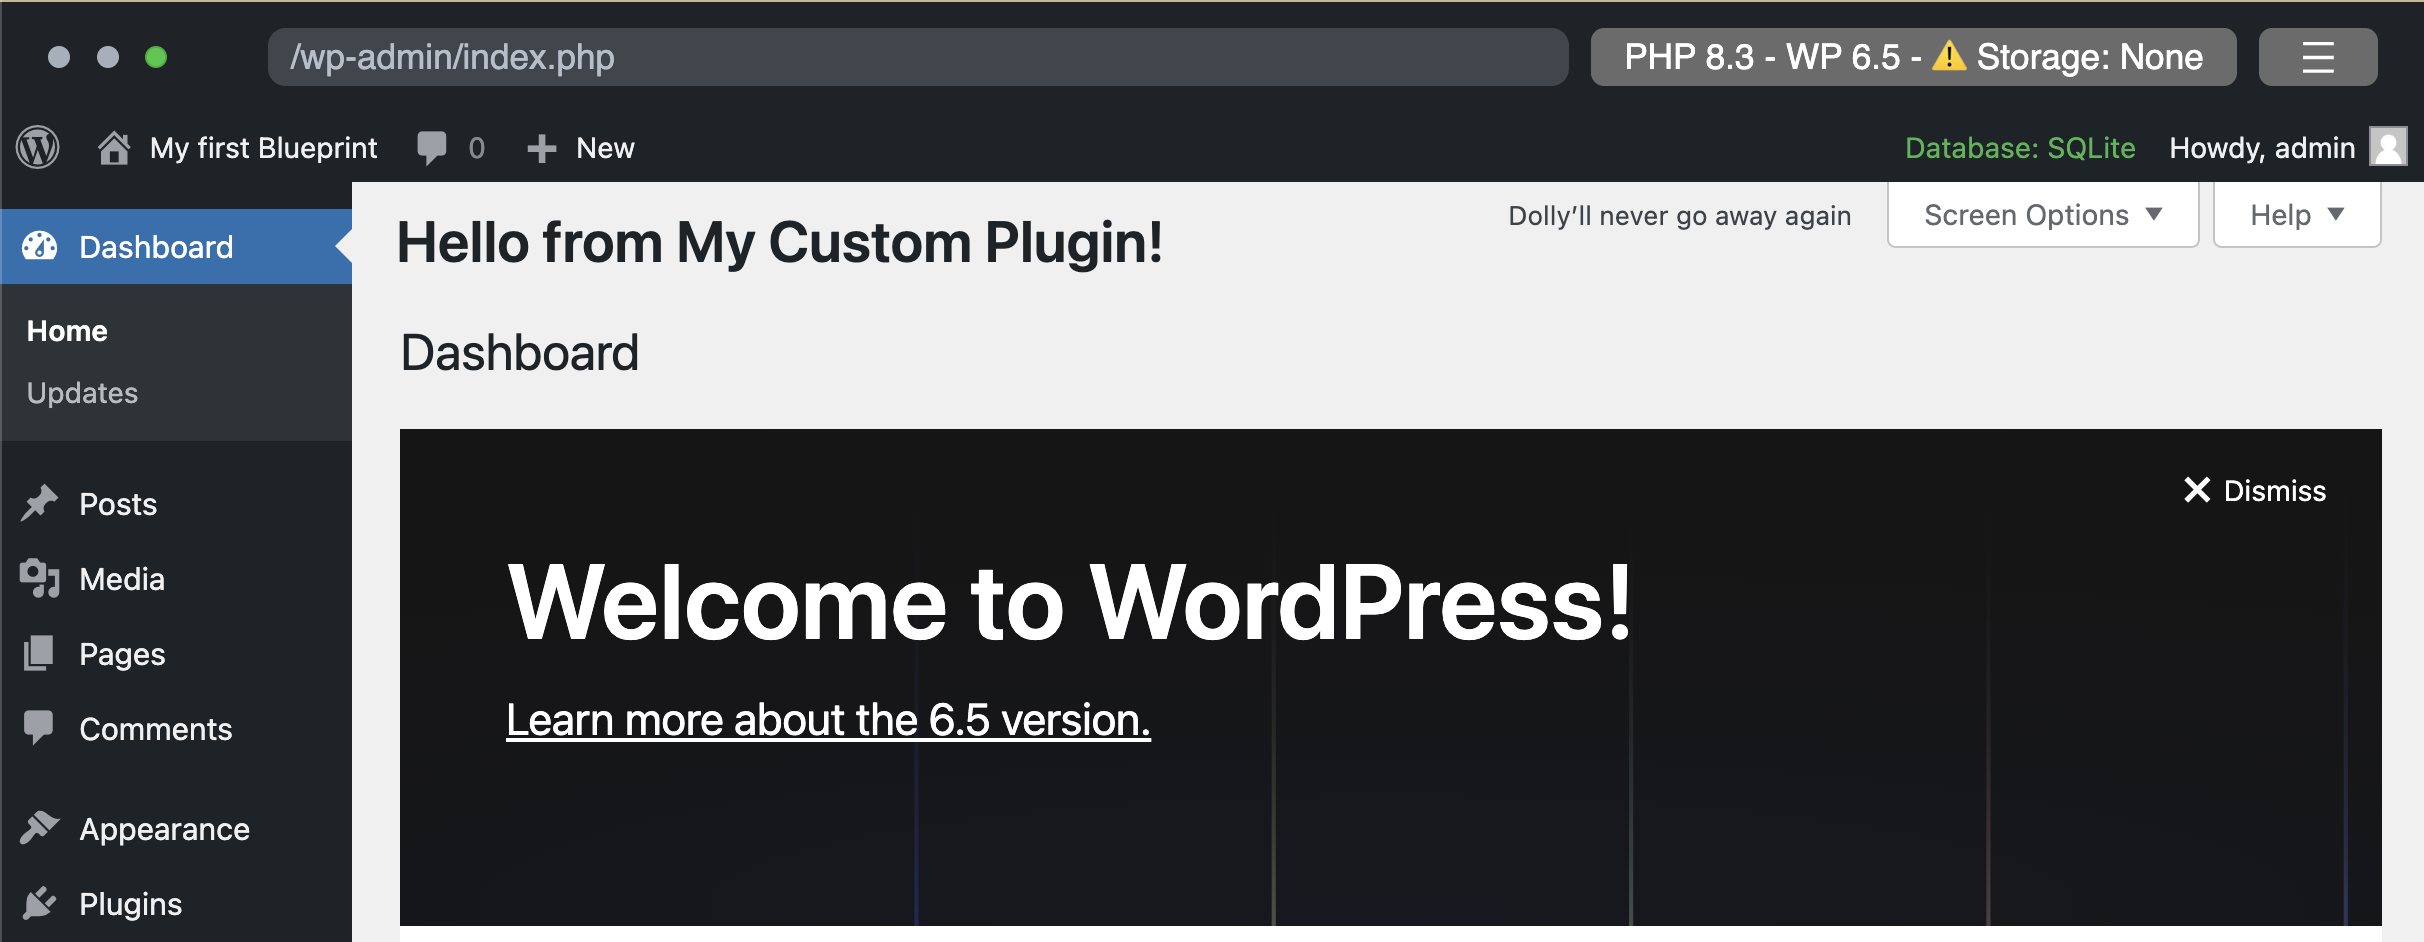 /wp-admin/index.php
PHP 8.3 - WP 6.5 - ⚠️ Storage: None
My first Blueprint
0
New
Database: SQLite
Howdy, admin
Dashboard
Home
Updates
Posts
Media
Pages
Comments
Appearance
Plugins
Hello from My Custom Plugin!
Dolly’ll never go away again
Screen Options
Help
Dashboard
Dismiss
Welcome to WordPress!
Learn more about the 6.5 version.